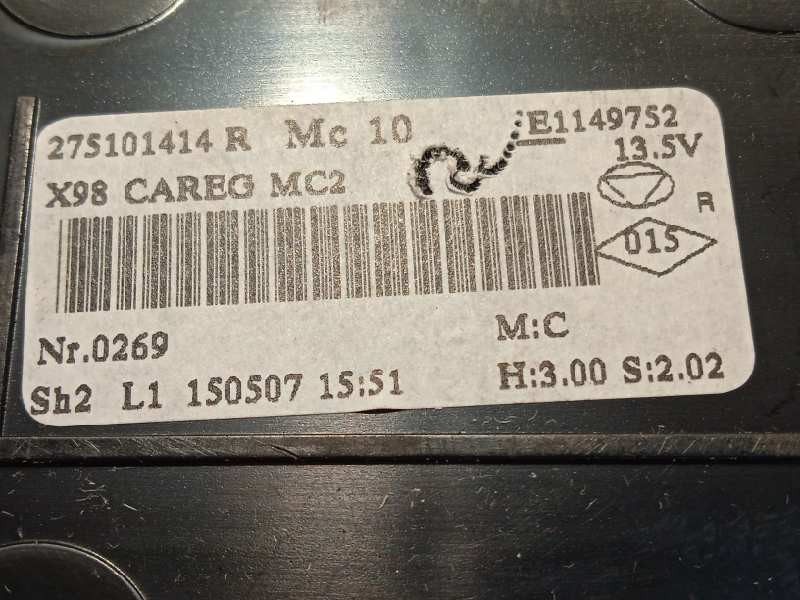 275101414 R Mc 10 E1149752
13.5V
X98 CAREG MC2
R
015
Nr.0269 M:C
Sh2 L1 150507 15:51 H:3.00 S:2.02